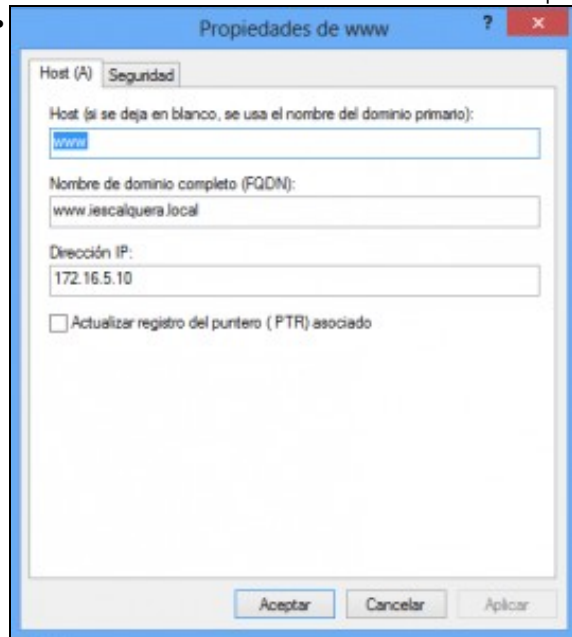 Propiedades de www
?
Host (A)
Seguridad
Host (si se deja en blanco, se usa el nombre del dominio primario):
www
Nombre de dominio completo (FQDN):
www.iescalquera.local
Dirección IP:
172.16.5.10
Actualizar registro del puntero (PTR) asociado
Aceptar
Cancelar
Aplicar